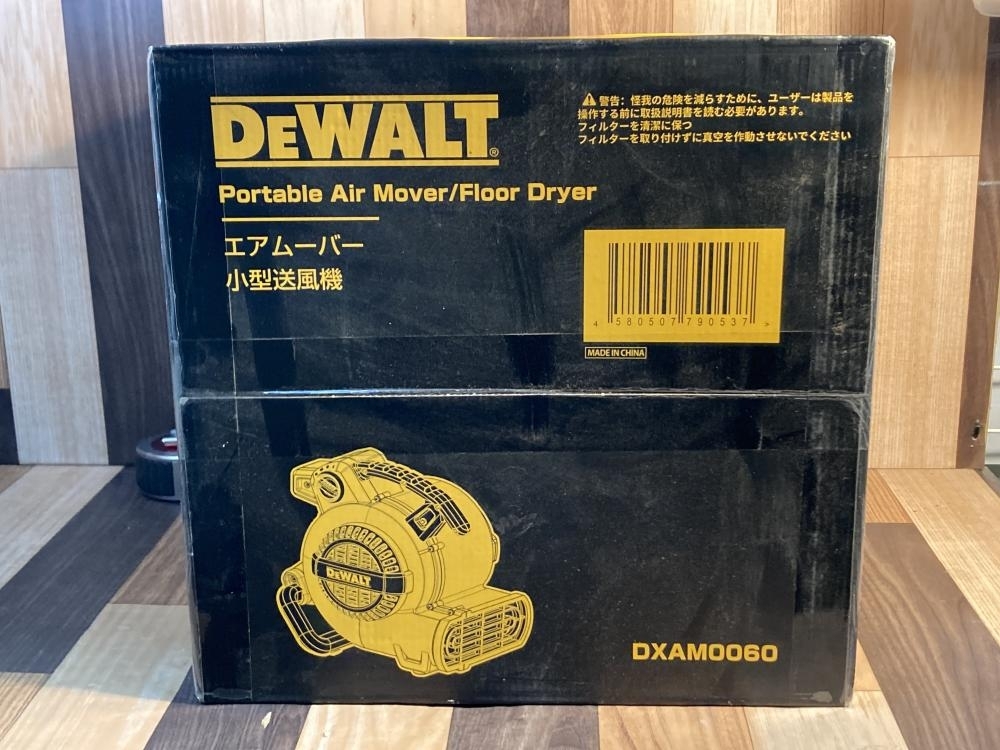 DEWALT®
Portable Air Mover/Floor Dryer
エアムーバー
小型送風機
警告: 怪我の危険を減らすために、ユーザーは製品を
操作する前に取扱説明書を読む必要があります。
フィルターを清潔に保つ
フィルターを取り付けずに真空を作動させないでください
4 580507 790537 >
MADE IN CHINA
DEWALT
DXAM0060